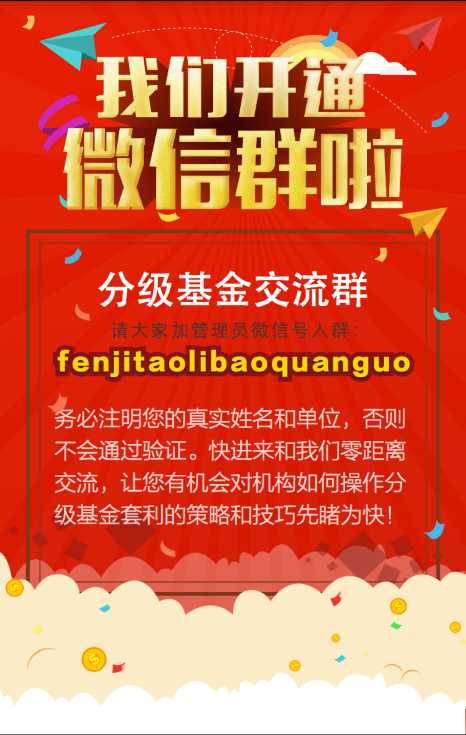 我们开通
微信群啦
分级基金交流群
请大家加管理员微信号入群：
fenjitaolibaoquanguo
务必注明您的真实姓名和单位，否则
不会通过验证。快进来和我们零距离
交流，让您有机会对机构如何操作分
级基金套利的策略和技巧先睹为快！